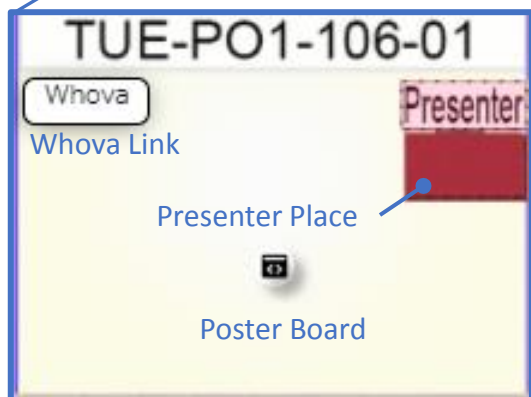 TUE-PO1-106-01
Whova
Presenter
Whova Link
Presenter Place
Poster Board